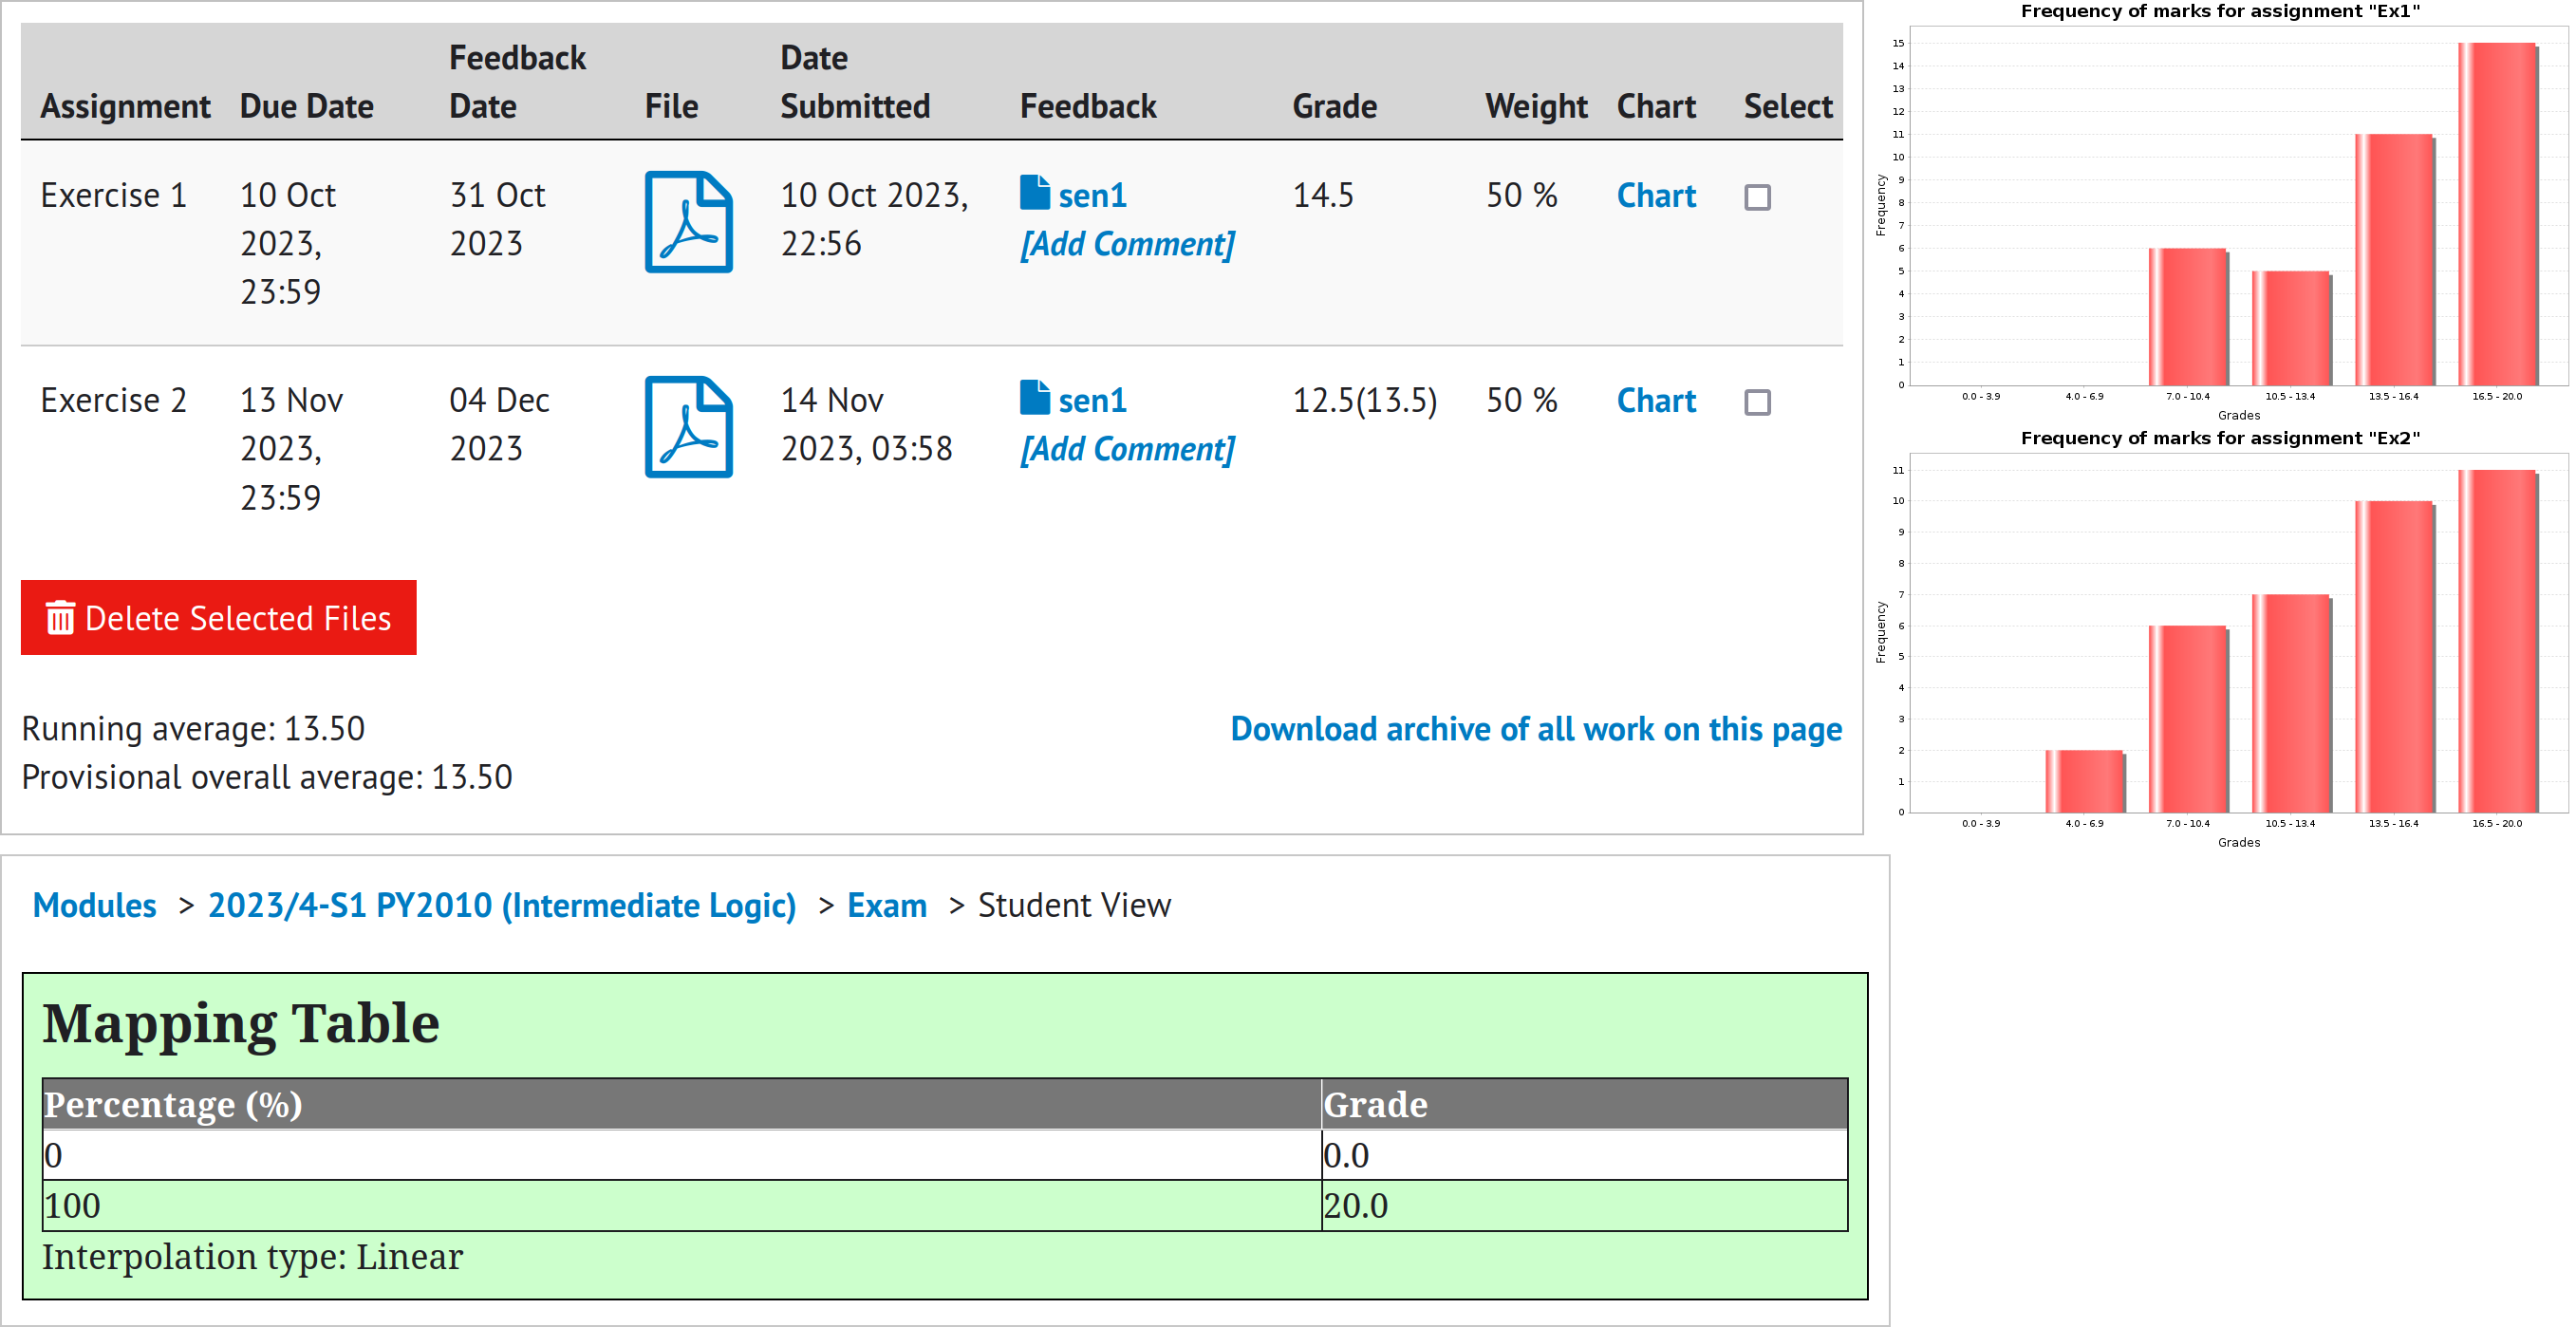 Assignment Due Date Feedback Date File Date Submitted Feedback Grade Weight Chart Select
Exercise 1 10 Oct 2023, 23:59 31 Oct 2023 10 Oct 2023, 22:56 sen1 [Add Comment] 14.5 50 % Chart
Exercise 2 13 Nov 2023, 23:59 04 Dec 2023 14 Nov 2023, 03:58 sen1 [Add Comment] 12.5(13.5) 50 % Chart
Delete Selected Files
Running average: 13.50
Download archive of all work on this page
Provisional overall average: 13.50
Frequency of marks for assignment "Ex1"
15
14
13
12
11
10
9
8
7
6
5
4
3
2
1
0
Frequency
0.0 - 3.9 4.0 - 6.9 7.0 - 10.4 10.5 - 13.4 13.5 - 16.4 16.5 - 20.0
Grades
Frequency of marks for assignment "Ex2"
11
10
9
8
7
6
5
4
3
2
1
0
Frequency
0.0 - 3.9 4.0 - 6.9 7.0 - 10.4 10.5 - 13.4 13.5 - 16.4 16.5 - 20.0
Grades
Modules > 2023/4-S1 PY2010 (Intermediate Logic) > Exam > Student View
Mapping Table
Percentage (%) Grade
0 0.0
100 20.0
Interpolation type: Linear